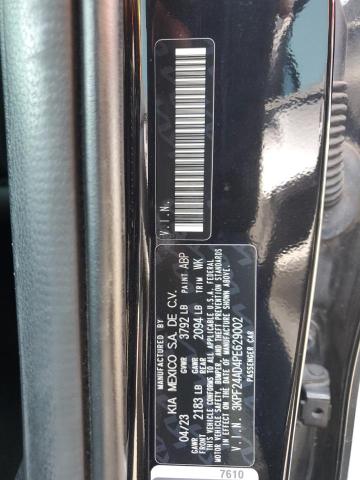 KIA MEXICO S.A. DE C.V.
04/23 GVWR 3792 LB PAINT ABP
GAWR FRONT 2183 LB GAWR REAR 2094 LB TRIM WK
THIS VEHICLE CONFORMS TO ALL APPLICABLE U.S.A. FEDERAL
MOTOR VEHICLE SAFETY, BUMPER AND THEFT PREVENTION
STANDARDS IN EFFECT ON THE DATE OF MANUFACTURE SHOWN ABOVE.
V.I.N. 3KPF24AD4PE629002
PASSENGER CAR
V.I.N.
7610